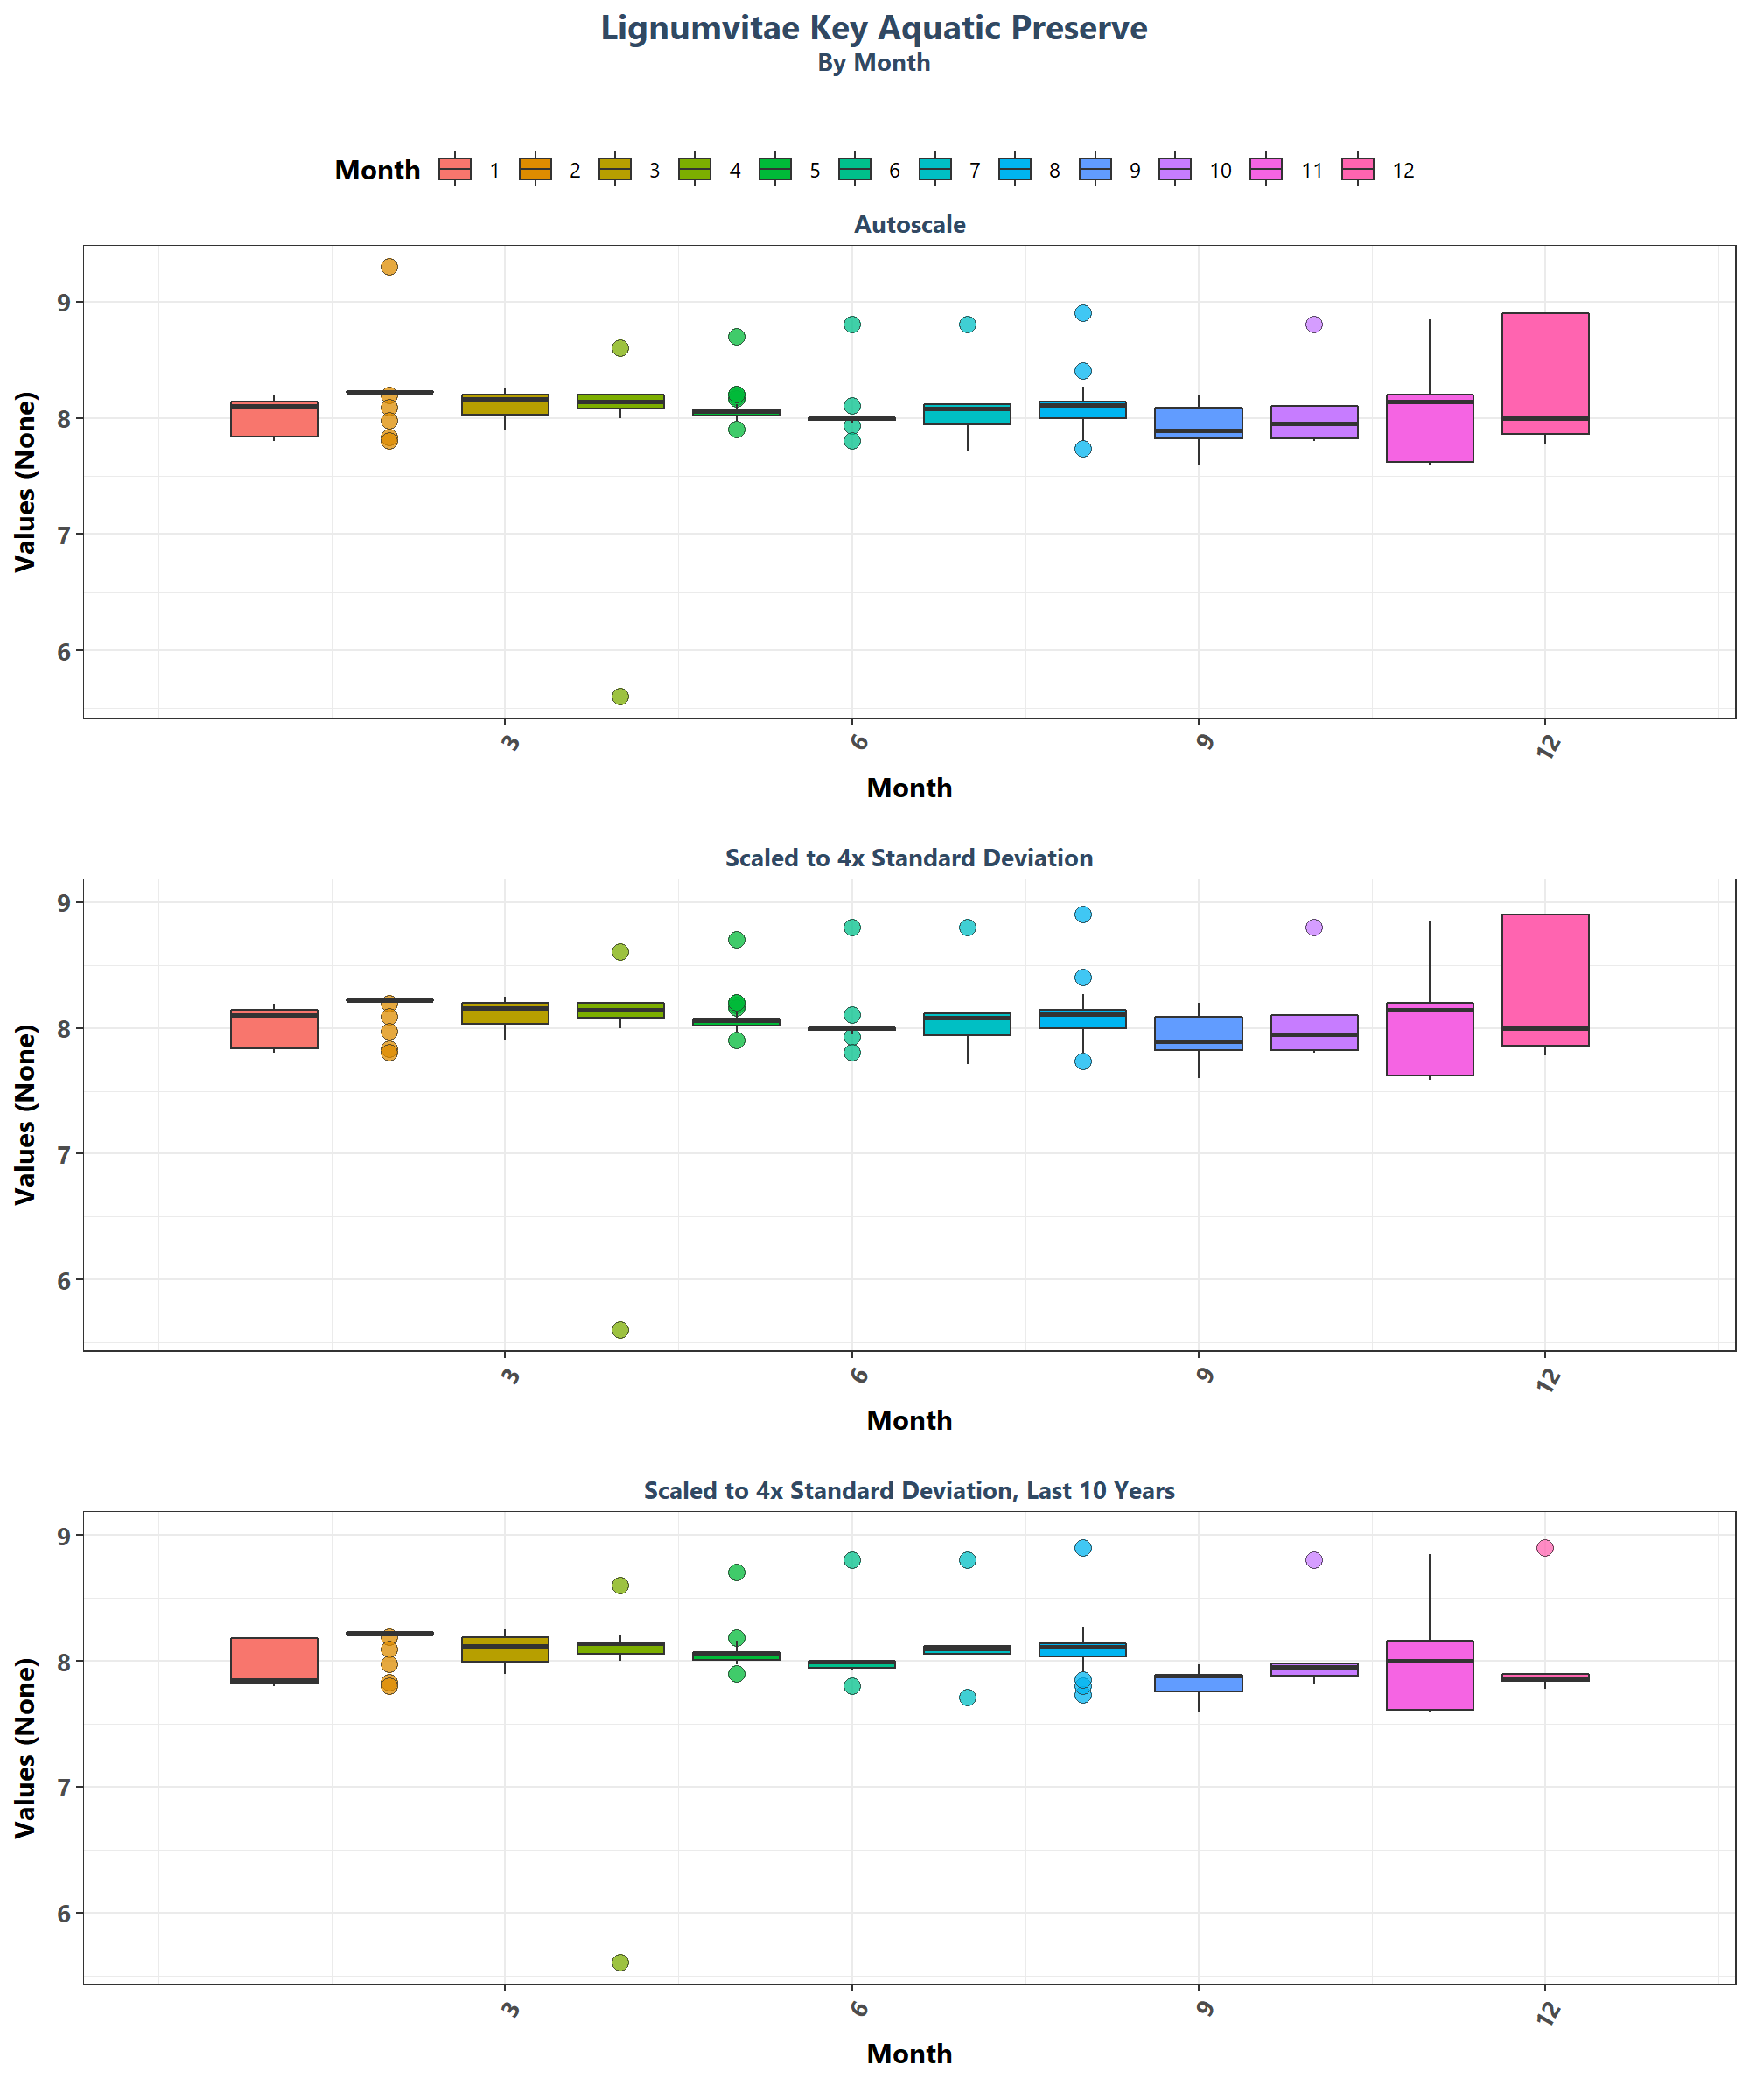 Lignumvitae Key Aquatic Preserve
By Month
Month 1 2 3 4 5 6 7 8 9 10 11 12
Autoscale
Values (None)
9
8
7
6
3 6 9 12
Month
Scaled to 4x Standard Deviation
Values (None)
9
8
7
6
3 6 9 12
Month
Scaled to 4x Standard Deviation, Last 10 Years
Values (None)
9
8
7
6
3 6 9 12
Month